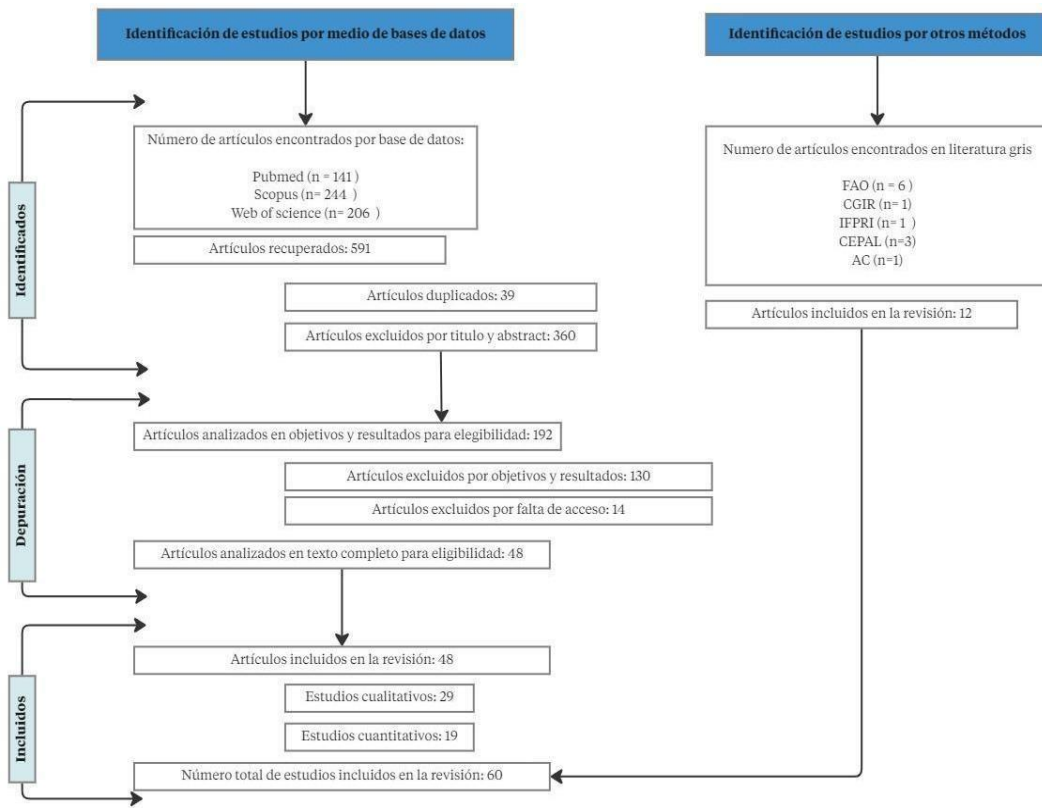 Identificación de estudios por medio de bases de datos
Número de artículos encontrados por base de datos:
Pubmed (n = 141 )
Scopus (n= 244 )
Web of science (n= 206 )
Artículos recuperados: 591
Artículos duplicados: 39
Artículos excluidos por titulo y abstract: 360
Artículos analizados en objetivos y resultados para elegibilidad: 192
Artículos excluidos por objetivos y resultados: 130
Artículos excluidos por falta de acceso: 14
Artículos analizados en texto completo para eligibilidad: 48
Artículos incluidos en la revisión: 48
Estudios cualitativos: 29
Estudios cuantitativos: 19
Número total de estudios incluidos en la revisión: 60
Identificación de estudios por otros métodos
Numero de artículos encontrados en literatura gris
FAO (n = 6 )
CGIR (n= 1)
IFPRI (n= 1 )
CEPAL (n=3)
AC (n=1)
Artículos incluidos en la revisión: 12
Identificados
Depuración
Incluidos